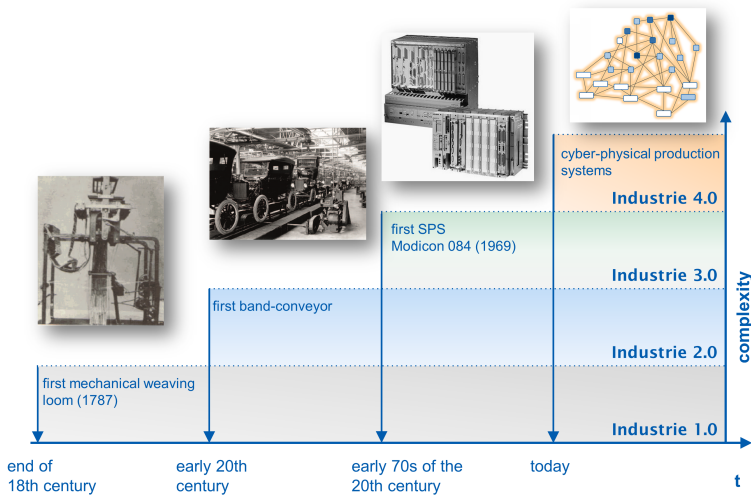 cyber-physical production
systems
Industrie 4.0
first SPS
Modicon 084 (1969)
Industrie 3.0
first band-conveyor
Industrie 2.0
first mechanical weaving
loom (1787)
Industrie 1.0
complexity
end of
18th century
early 20th
century
early 70s of the
20th century
today
t